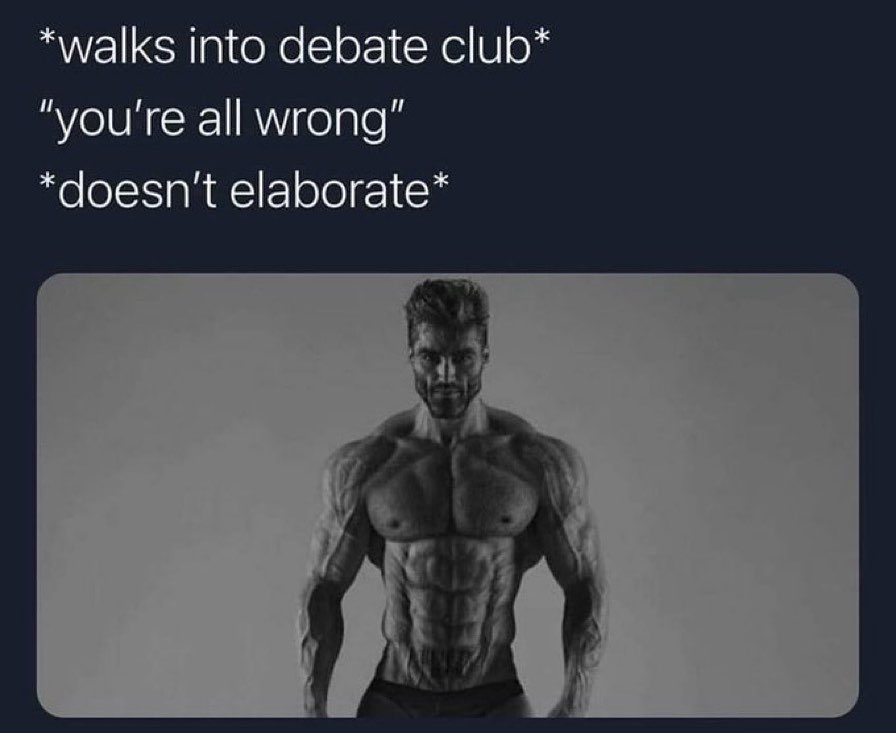 *walks into debate club*
“you’re all wrong”
*doesn’t elaborate*